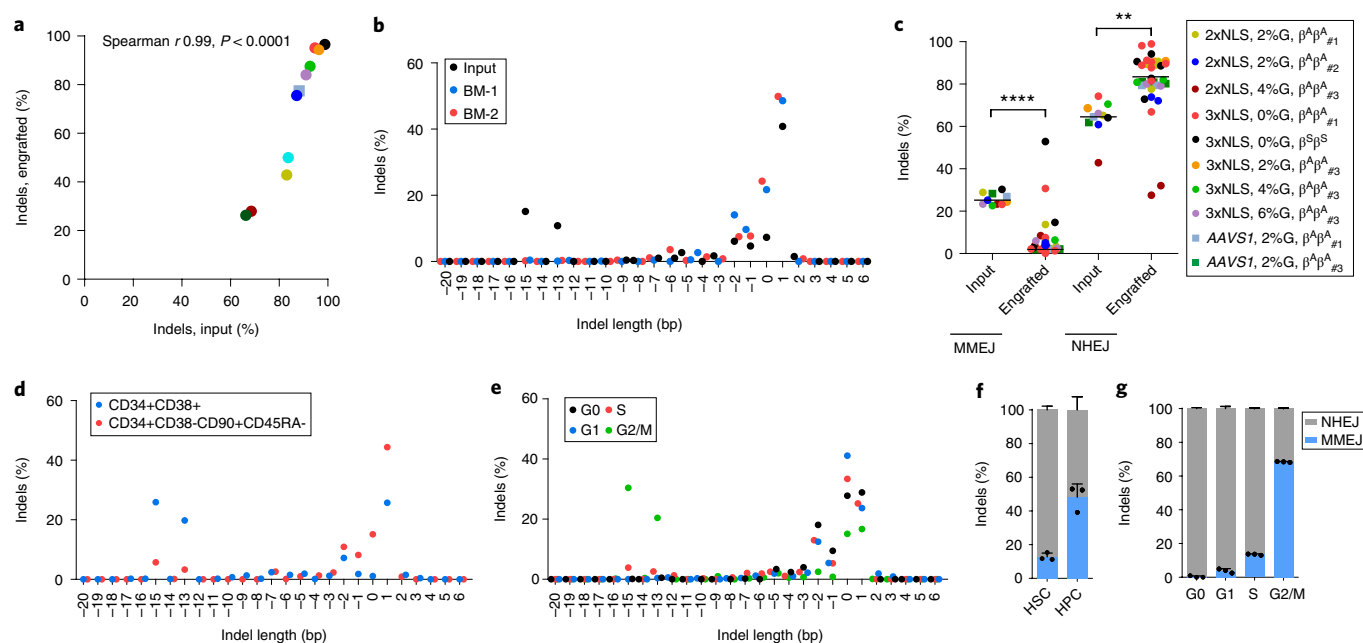 a
Spearman r 0.99, P < 0.0001
Indels, engrafted (%)
100
80
60
40
20
0
0 20 40 60 80 100
Indels, input (%)
b
Input
BM-1
BM-2
Indels (%)
60
40
20
0
−20 −19 −18 −17 −16 −15 −14 −13 −12 −11 −10 −9 −8 −7 −6 −5 −4 −3 −2 −1 0 1 2 3 4 5 6
Indel length (bp)
c
**
****
Indels (%)
100
80
60
40
20
0
Input Engrafted Input Engrafted
MMEJ NHEJ
2xNLS, 2%G, βAβA#1
2xNLS, 2%G, βAβA#2
2xNLS, 4%G, βAβA#3
3xNLS, 0%G, βAβA#1
3xNLS, 0%G, βSβS
3xNLS, 2%G, βAβA#3
3xNLS, 4%G, βAβA#3
3xNLS, 6%G, βAβA#3
AAVS1, 2%G, βAβA#1
AAVS1, 2%G, βAβA#3
d
CD34+CD38+
CD34+CD38-CD90+CD45RA-
Indels (%)
60
40
20
0
−20 −19 −18 −17 −16 −15 −14 −13 −12 −11 −10 −9 −8 −7 −6 −5 −4 −3 −2 −1 0 1 2 3 4 5 6
Indel length (bp)
e
G0 S
G1 G2/M
Indels (%)
60
40
20
0
−20 −19 −18 −17 −16 −15 −14 −13 −12 −11 −10 −9 −8 −7 −6 −5 −4 −3 −2 −1 0 1 2 3 4 5 6
Indel length (bp)
f
Indels (%)
100
80
60
40
20
0
HSC HPC
g
Indels (%)
100
80
60
40
20
0
G0 G1 S G2/M
NHEJ
MMEJ